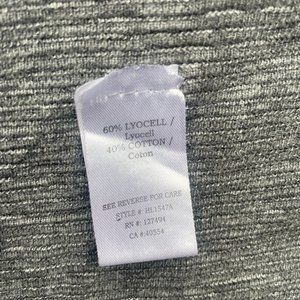 60% LYOCELL /
Lyocell
40% COTTON /
Coton
SEE REVERSE FOR CARE
STYLE #: HL1547A
RN #: 127494
CA #: 40554